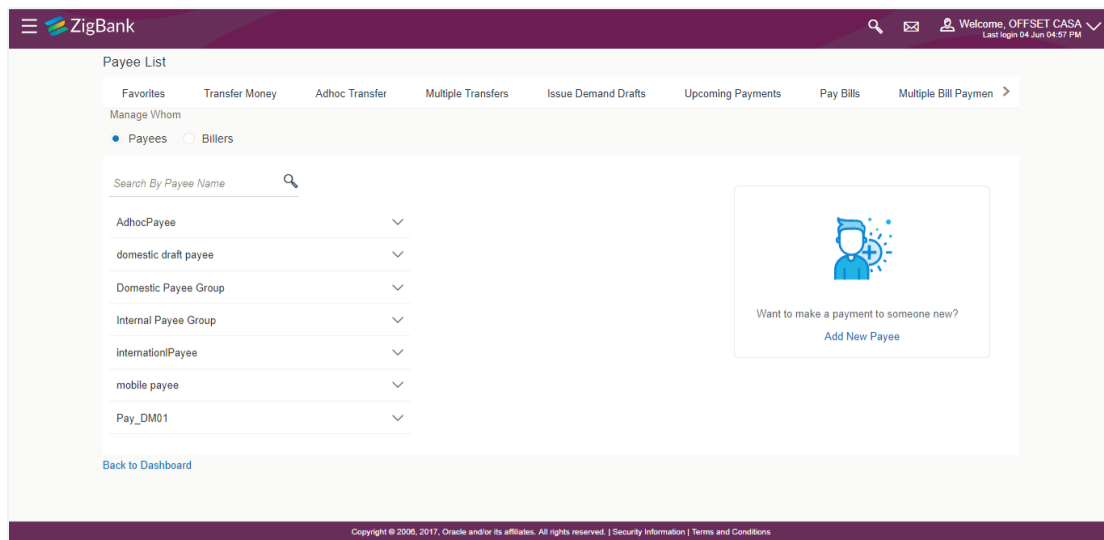 ZigBank
Welcome, OFFSET CASA
Last login 04 Jun 04:57 PM
Payee List
Favorites Transfer Money Adhoc Transfer Multiple Transfers Issue Demand Drafts Upcoming Payments Pay Bills Multiple Bill Paymen
Manage Whom
Payees Billers
Search By Payee Name
AdhocPayee
domestic draft payee
Domestic Payee Group
Internal Payee Group
internationlPayee
mobile payee
Pay_DM01
Want to make a payment to someone new?
Add New Payee
Back to Dashboard
Copyright © 2006, 2017, Oracle and/or its affiliates. All rights reserved. | Security Information | Terms and Conditions